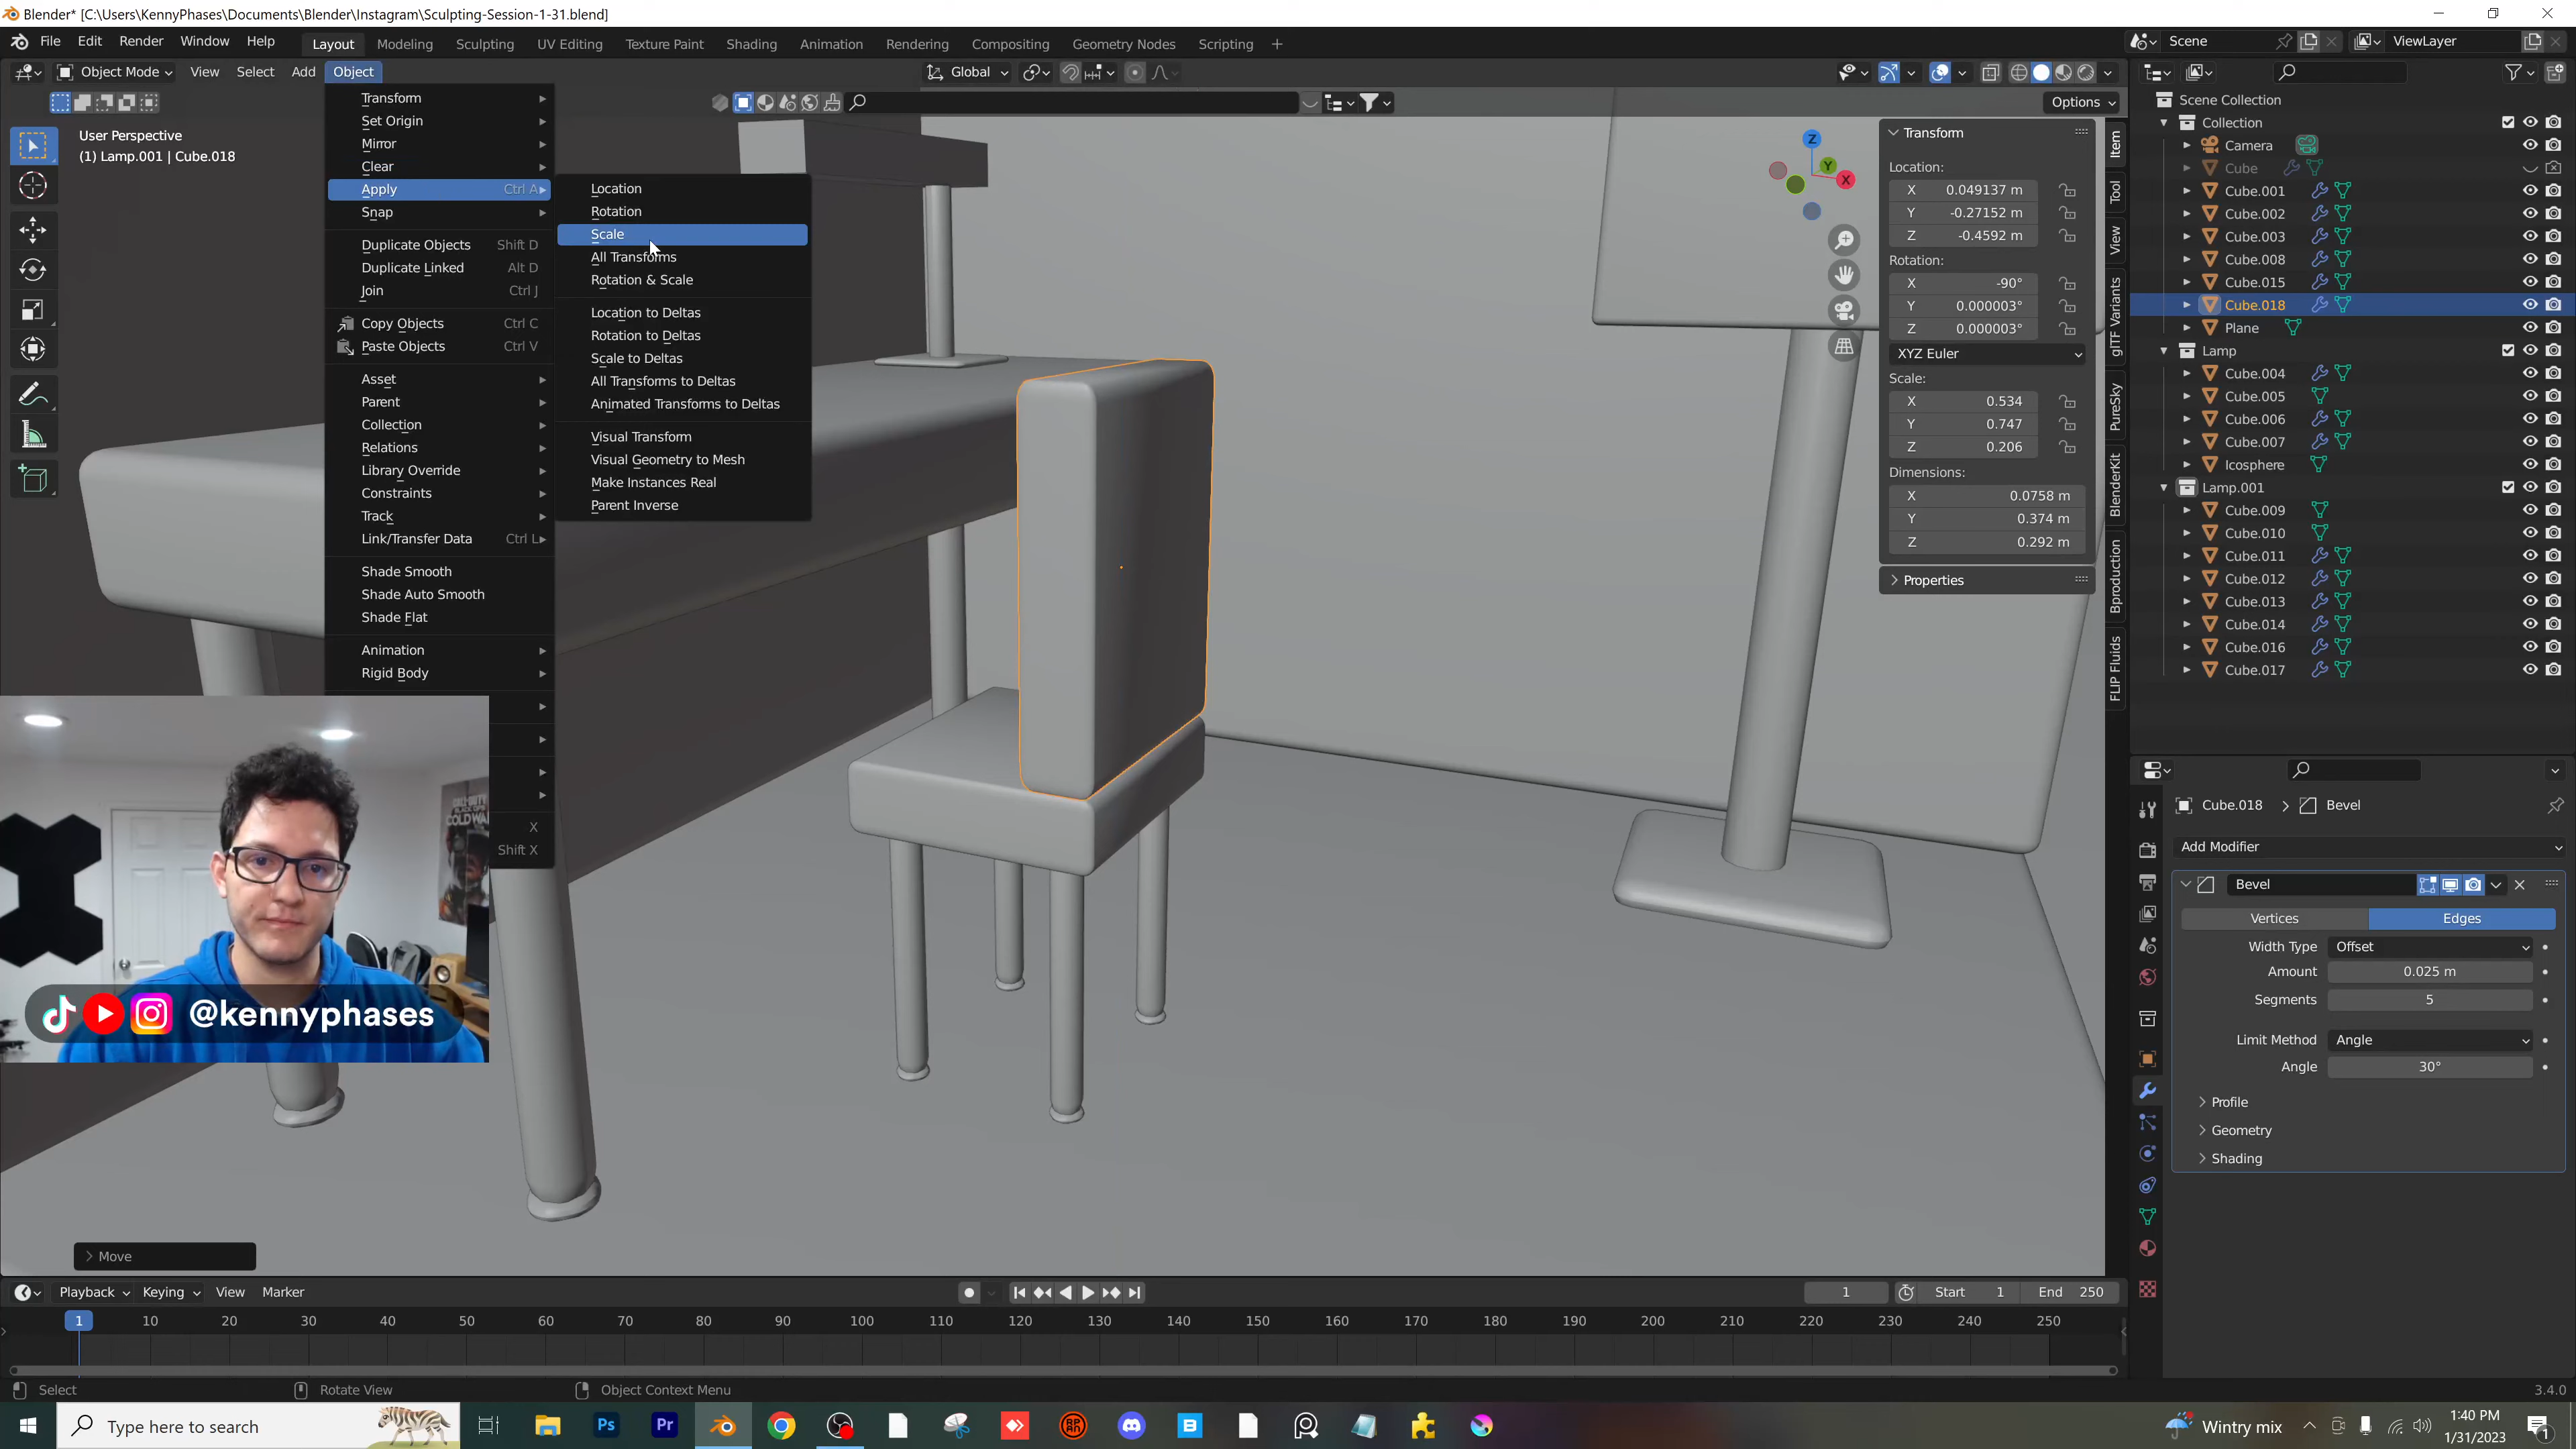 Blender* [C:\Users\KennyPhases\Documents\Blender\Instagram\Sculpting-Session-1-31.blend]
File Edit Render Window Help Layout Modeling Sculpting UV Editing Texture Paint Shading Animation Rendering Compositing Geometry Nodes Scripting + Scene ViewLayer
Object Mode View Select Add Object Global
Options
User Perspective
(1) Lamp.001 | Cube.018
Transform
Set Origin
Mirror
Clear
Apply Ctrl A
Snap
Duplicate Objects Shift D
Duplicate Linked Alt D
Join Ctrl J
Copy Objects Ctrl C
Paste Objects Ctrl V
Asset
Parent
Collection
Relations
Library Override
Constraints
Track
Link/Transfer Data Ctrl L
Shade Smooth
Shade Auto Smooth
Shade Flat
Animation
Rigid Body
X
Shift X
Location
Rotation
Scale
All Transforms
Rotation & Scale
Location to Deltas
Rotation to Deltas
Scale to Deltas
All Transforms to Deltas
Animated Transforms to Deltas
Visual Transform
Visual Geometry to Mesh
Make Instances Real
Parent Inverse
Z
Y
X
Transform
Location:
X 0.049137 m
Y -0.27152 m
Z -0.4592 m
Rotation:
X -90°
Y 0.000003°
Z 0.000003°
XYZ Euler
Scale:
X 0.534
Y 0.747
Z 0.206
Dimensions:
X 0.0758 m
Y 0.374 m
Z 0.292 m
Properties
Item
Tool
View
glTF Variants
PureSky
BlenderKit
Bproduction
FLIP Fluids
Scene Collection
Collection
Camera
Cube
Cube.001
Cube.002
Cube.003
Cube.008
Cube.015
Cube.018
Plane
Lamp
Cube.004
Cube.005
Cube.006
Cube.007
Icosphere
Lamp.001
Cube.009
Cube.010
Cube.011
Cube.012
Cube.013
Cube.014
Cube.016
Cube.017
Cube.018 > Bevel
Add Modifier
Bevel
Vertices Edges
Width Type Offset
Amount 0.025 m
Segments 5
Limit Method Angle
Angle 30°
Profile
Geometry
Shading
CALL OF DUTY
BLACK OPS
COLD WAR
@kennyphases
Move
Playback Keying View Marker 1 Start 1 End 250
1 10 20 30 40 50 60 70 80 90 100 110 120 130 140 150 160 170 180 190 200 210 220 230 240 250
Select Rotate View Object Context Menu 3.4.0
Type here to search Ps Pr B Wintry mix 1:40 PM
1/31/2023
1